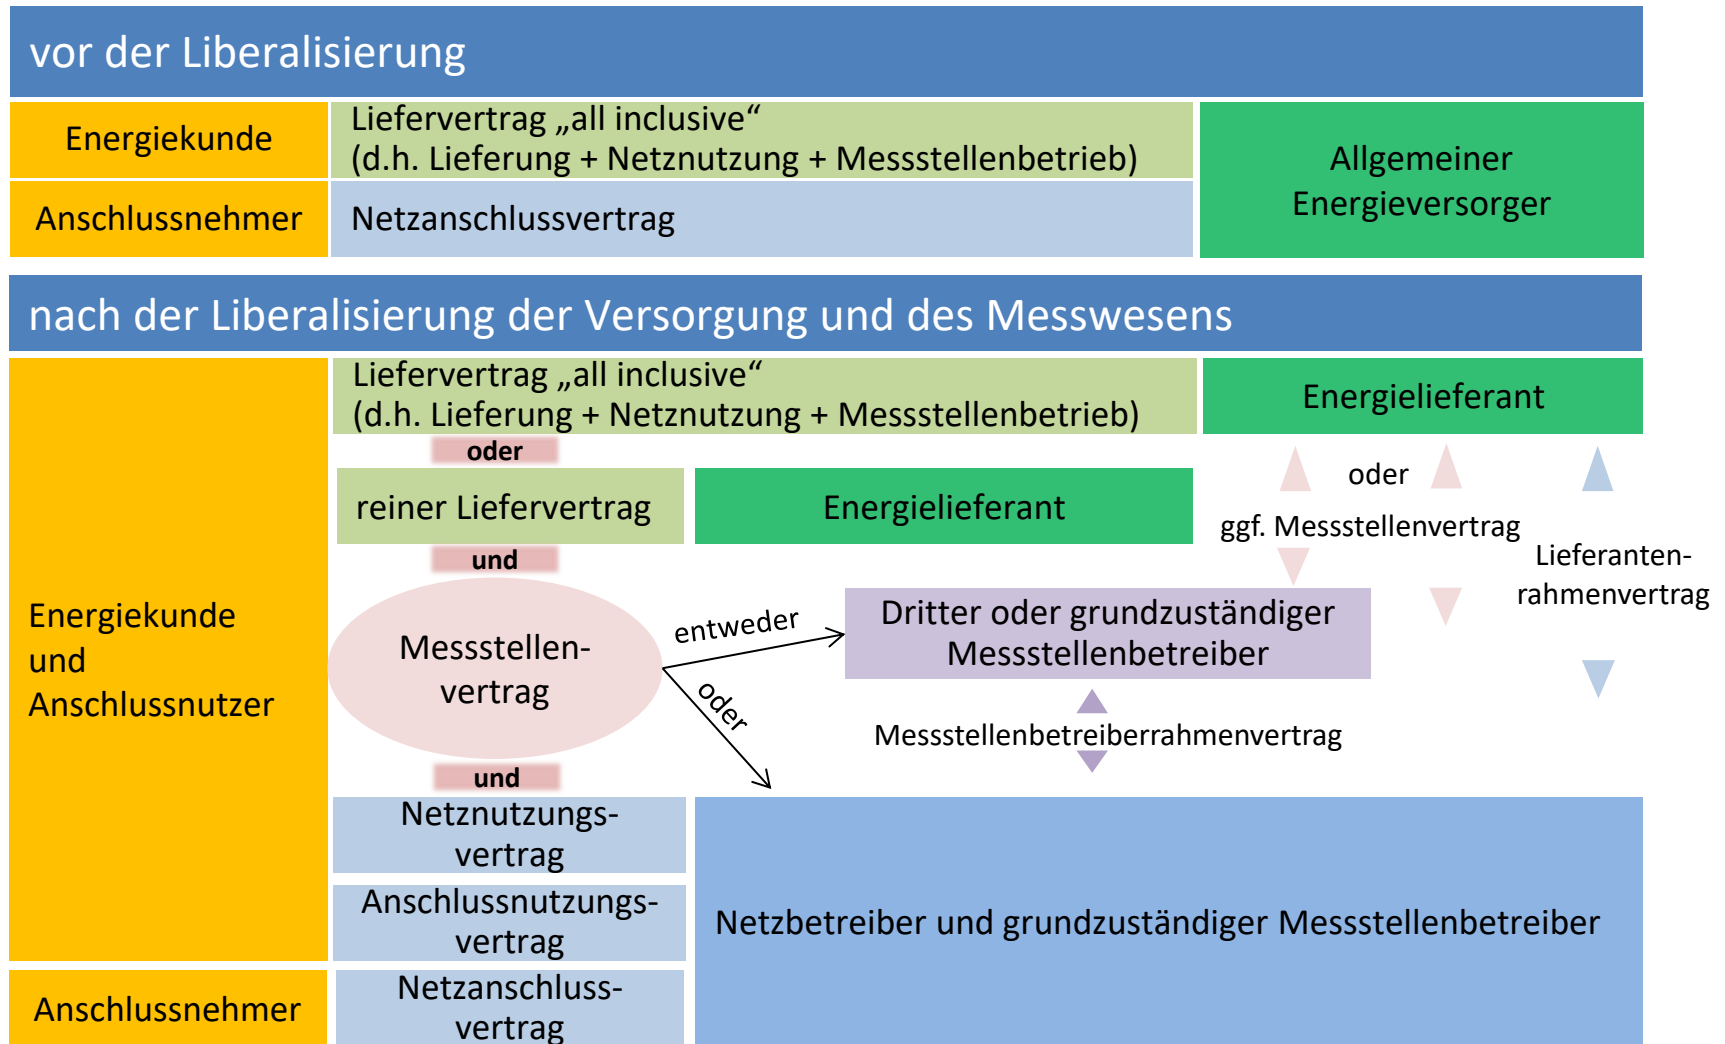 vor der Liberalisierung
Energiekunde
Liefervertrag „all inclusive“
(d.h. Lieferung + Netznutzung + Messstellenbetrieb)
Allgemeiner
Energieversorger
Anschlussnehmer
Netzanschlussvertrag
nach der Liberalisierung der Versorgung und des Messwesens
Energiekunde
und
Anschlussnutzer
Liefervertrag „all inclusive“
(d.h. Lieferung + Netznutzung + Messstellenbetrieb)
Energielieferant
oder
reiner Liefervertrag
Energielieferant
oder
ggf. Messstellenvertrag
Lieferanten-
rahmenvertrag
und
Messstellen-
vertrag
entweder
oder
Dritter oder grundzuständiger
Messstellenbetreiber
Messstellenbetreiberrahmenvertrag
und
Netznutzungs-
vertrag
Anschlussnutzungs-
vertrag
Netzbetreiber und grundzuständiger Messstellenbetreiber
Anschlussnehmer
Netzanschluss-
vertrag